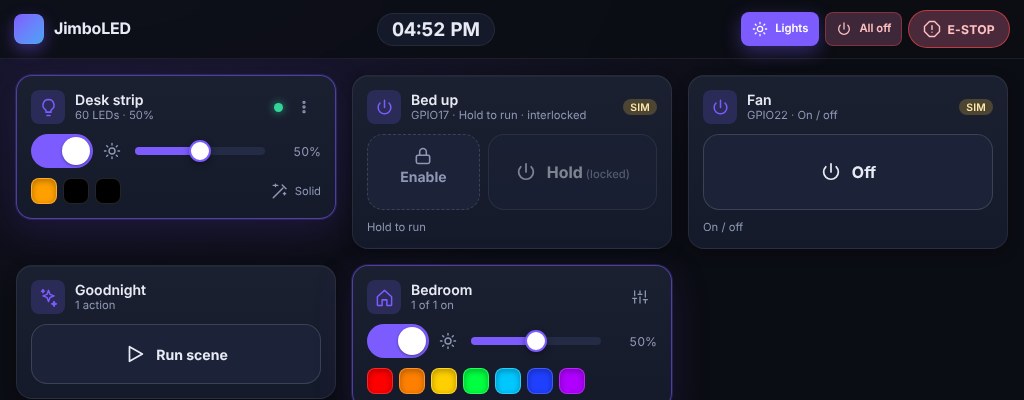 JimboLED
04:52 PM
Lights
All off
E-STOP
Desk strip
60 LEDs · 50%
50%
Solid
Bed up
GPIO17 · Hold to run · interlocked
SIM
Enable
Hold (locked)
Hold to run
Fan
GPIO22 · On / off
SIM
Off
On / off
Goodnight
1 action
Run scene
Bedroom
1 of 1 on
50%